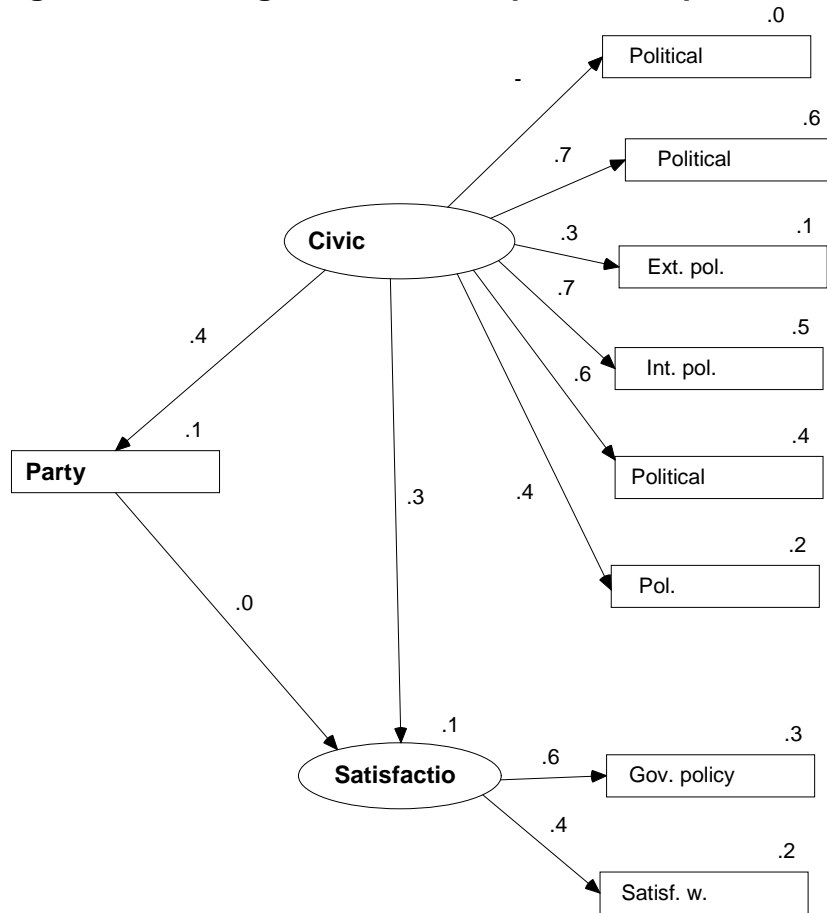 .0
Political
-
.6
.7
Political
.1
Civic
.3
Ext. pol.
.7
.5
Int. pol.
.4
.6
.4
.1
Political
Party
.3
.4
.2
Pol.
.0
.1
.3
Satisfactio
.6
Gov. policy
.4
.2
Satisf. w.